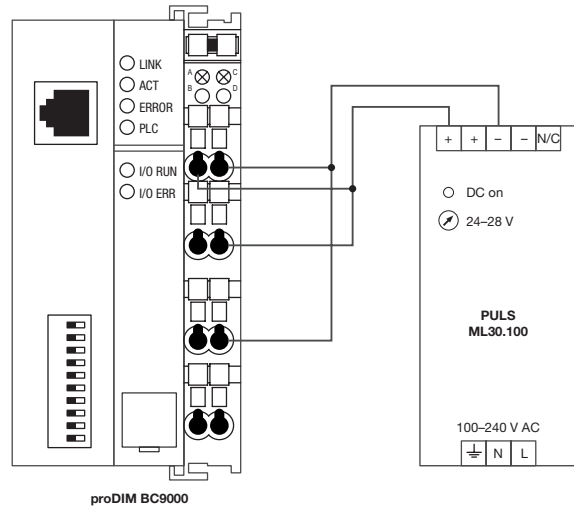 LINK
ACT
ERROR
PLC
I/O RUN
I/O ERR
A C
B D
proDIM BC9000
+ + – – N/C
DC on
24–28 V
PULS
ML30.100
100–240 V AC
N L